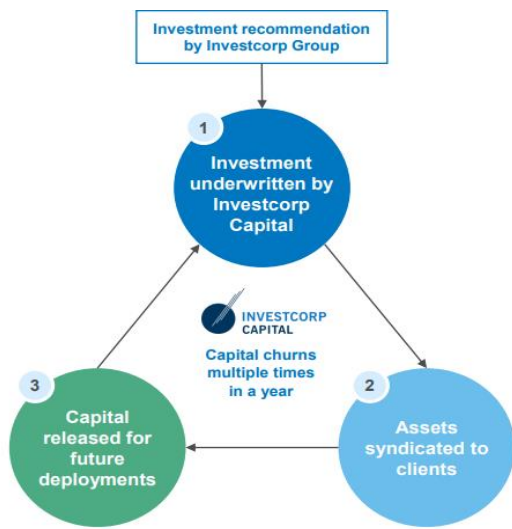 Investment recommendation
by Investcorp Group
1
Investment
underwritten by
Investcorp
Capital
INVESTCORP
CAPITAL
Capital churns
multiple times
in a year
3
Capital
released for
future
deployments
2
Assets
syndicated to
clients